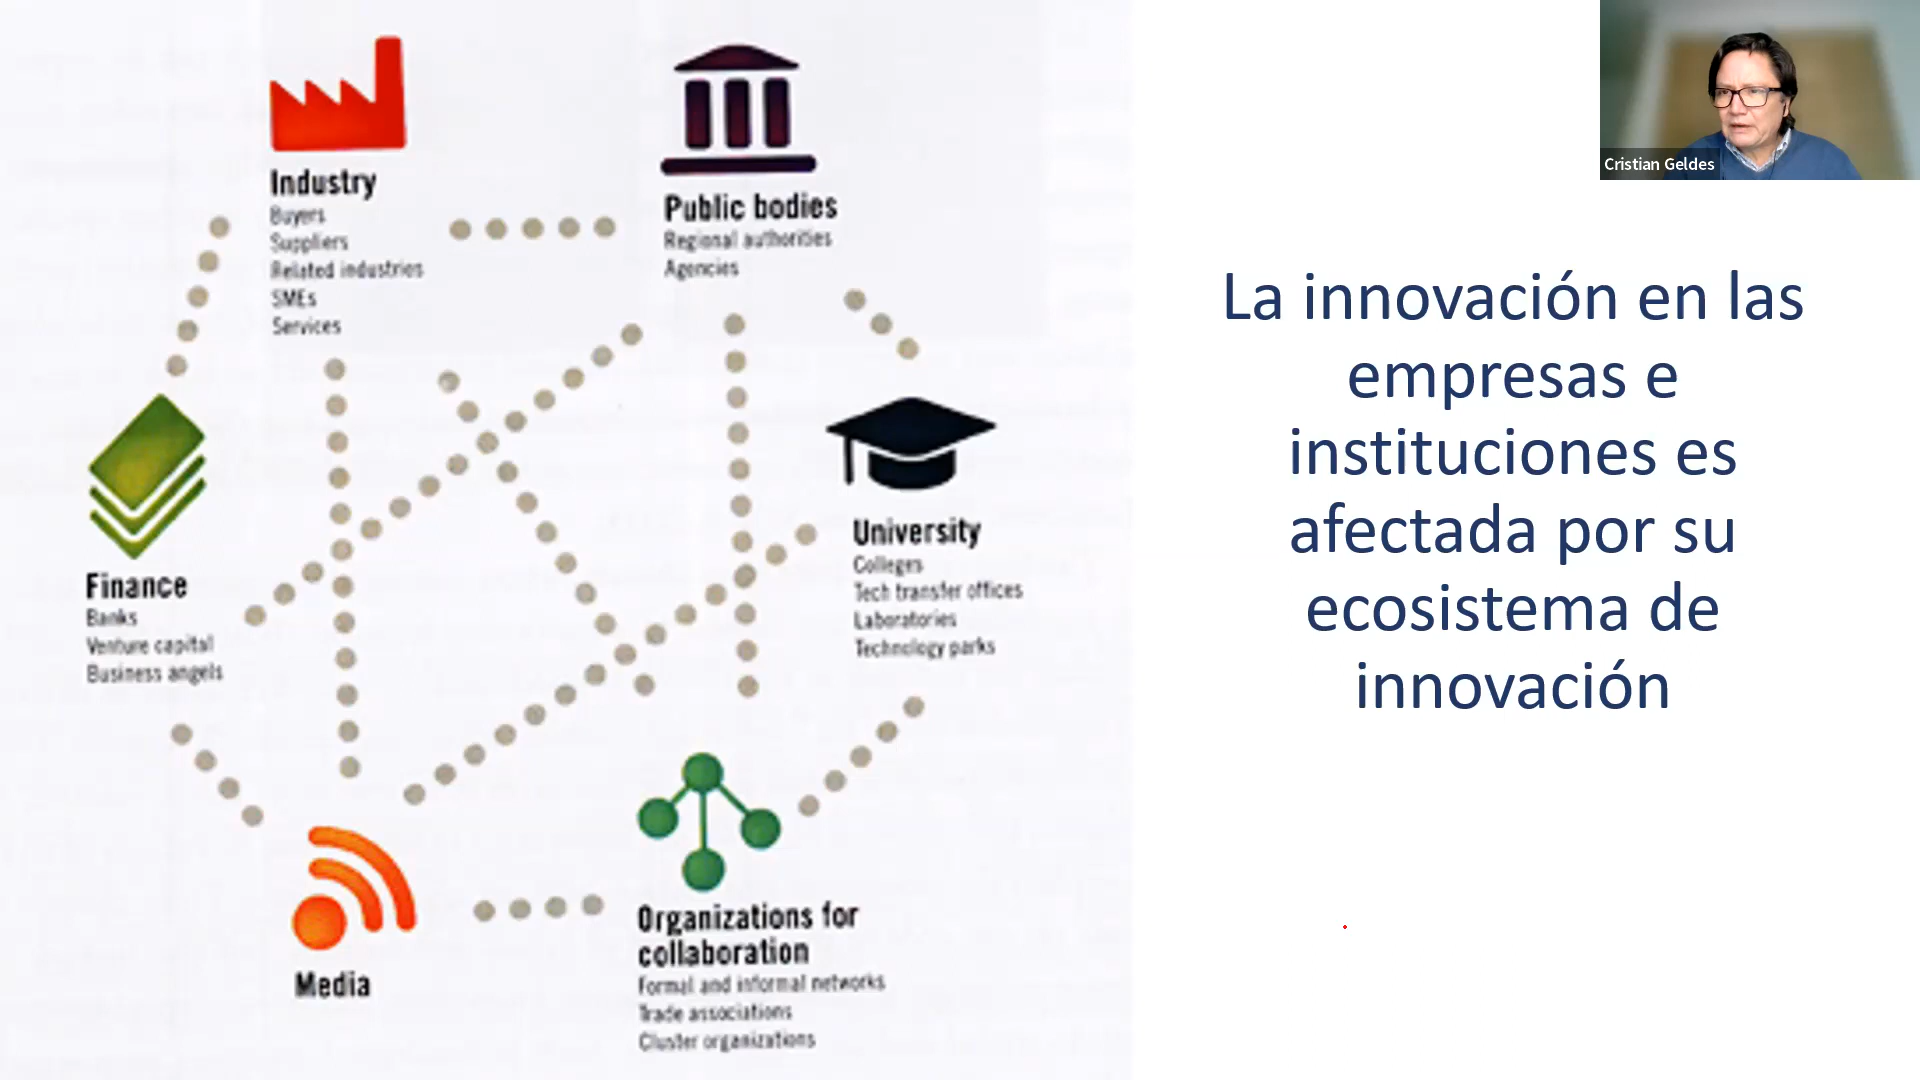 Industry
Buyers
Suppliers
Related industries
SMEs
Services
Public bodies
Regional authorities
Agencies
Finance
Banks
Venture capital
Business angels
University
Colleges
Tech transfer offices
Laboratories
Technology parks
Media
Organizations for
collaboration
Formal and informal networks
Trade associations
Cluster organizations
La innovación en las
empresas e
instituciones es
afectada por su
ecosistema de
innovación
Cristian Geldes